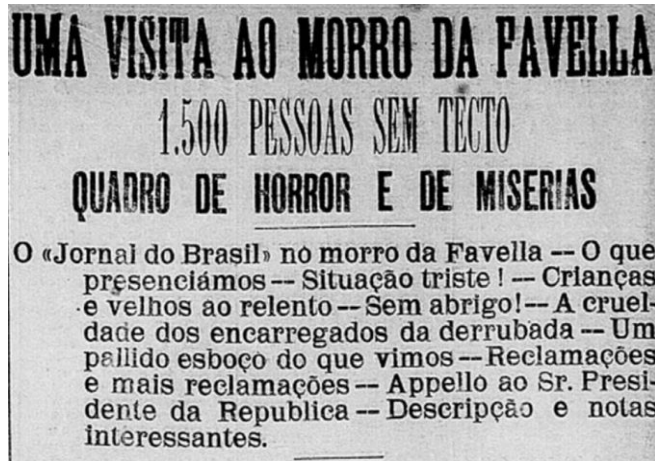 UMA VISITA AO MORRO DA FAVELLA
1.500 PESSOAS SEM TECTO
QUADRO DE HORROR E DE MISERIAS
O «Jornal do Brasil» no morro da Favella — O que
presenciámos — Situação triste ! — Crianças
e velhos ao relento — Sem abrigo! — A cruel-
dade dos encarregados da derrubada — Um
pallido esboço do que vimos — Reclamações
e mais reclamações — Appello ao Sr. Presi-
dente da Republica — Descripção e notas
interessantes.